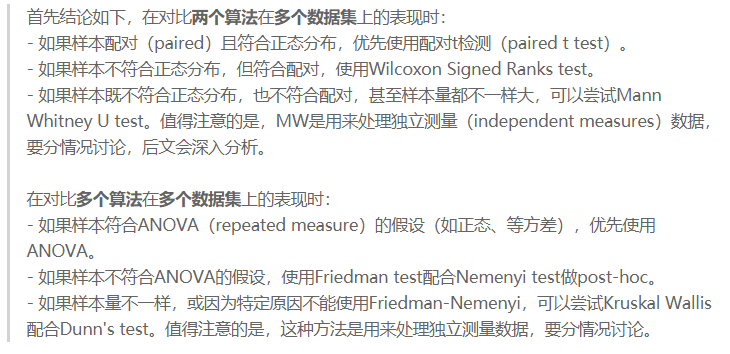 首先结论如下，在对比两个算法在多个数据集上的表现时：
- 如果样本配对（paired）且符合正态分布，优先使用配对t检测（paired t test）。
- 如果样本不符合正态分布，但符合配对，使用Wilcoxon Signed Ranks test。
- 如果样本既不符合正态分布，也不符合配对，甚至样本量都不一样大，可以尝试Mann
Whitney U test。值得注意的是，MW是用来处理独立测量（independent measures）数据，
要分情况讨论，后文会深入分析。
在对比多个算法在多个数据集上的表现时：
- 如果样本符合ANOVA（repeated measure）的假设（如正态、等方差），优先使用
ANOVA。
- 如果样本不符合ANOVA的假设，使用Friedman test配合Nemenyi test做post-hoc。
- 如果样本量不一样，或因为特定原因不能使用Friedman-Nemenyi，可以尝试Kruskal Wallis
配合Dunn's test。值得注意的是，这种方法是用来处理独立测量数据，要分情况讨论。